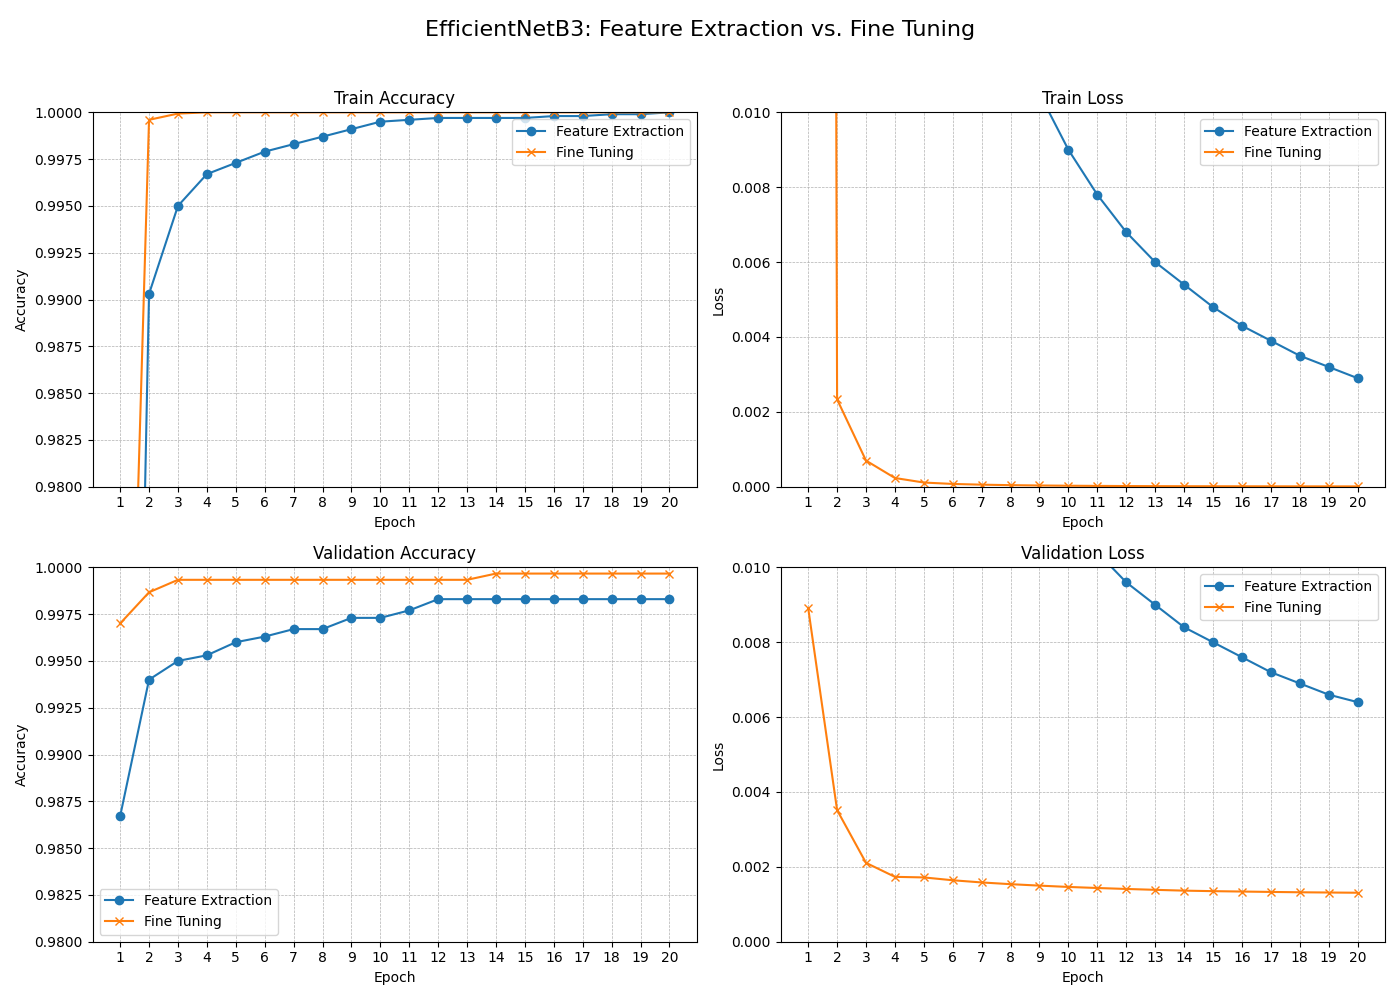 EfficientNetB3: Feature Extraction vs. Fine Tuning
Train Accuracy
1.0000
0.9975
0.9950
0.9925
0.9900
0.9875
0.9850
0.9825
0.9800
Accuracy
Feature Extraction
Fine Tuning
1 2 3 4 5 6 7 8 9 10 11 12 13 14 15 16 17 18 19 20
Epoch
Train Loss
0.010
0.008
0.006
0.004
0.002
0.000
Loss
Feature Extraction
Fine Tuning
1 2 3 4 5 6 7 8 9 10 11 12 13 14 15 16 17 18 19 20
Epoch
Validation Accuracy
1.0000
0.9975
0.9950
0.9925
0.9900
0.9875
0.9850
0.9825
0.9800
Accuracy
Feature Extraction
Fine Tuning
1 2 3 4 5 6 7 8 9 10 11 12 13 14 15 16 17 18 19 20
Epoch
Validation Loss
0.010
0.008
0.006
0.004
0.002
0.000
Loss
Feature Extraction
Fine Tuning
1 2 3 4 5 6 7 8 9 10 11 12 13 14 15 16 17 18 19 20
Epoch